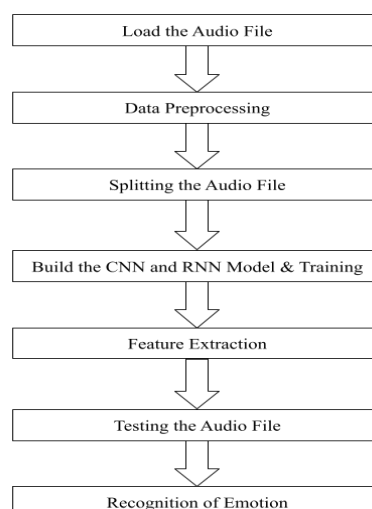 Load the Audio File
Data Preprocessing
Splitting the Audio File
Build the CNN and RNN Model & Training
Feature Extraction
Testing the Audio File
Recognition of Emotion